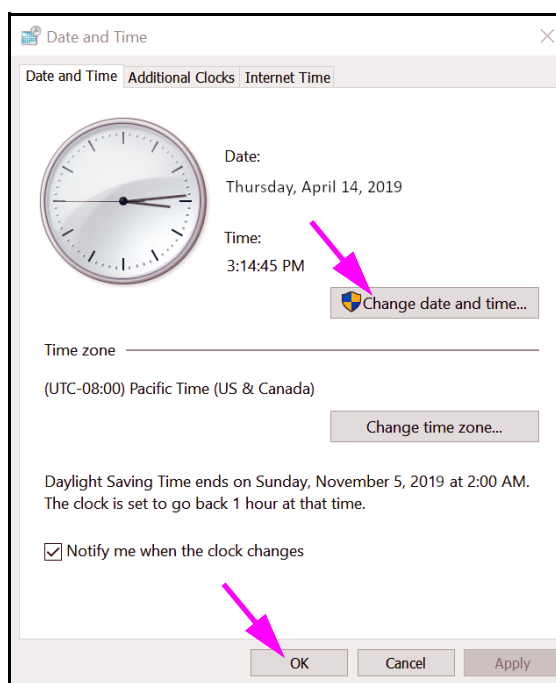 Date and Time
Date and Time Additional Clocks Internet Time
Date:
Thursday, April 14, 2019
Time:
3:14:45 PM
Change date and time...
Time zone
(UTC-08:00) Pacific Time (US & Canada)
Change time zone...
Daylight Saving Time ends on Sunday, November 5, 2019 at 2:00 AM.
The clock is set to go back 1 hour at that time.
Notify me when the clock changes
OK Cancel Apply